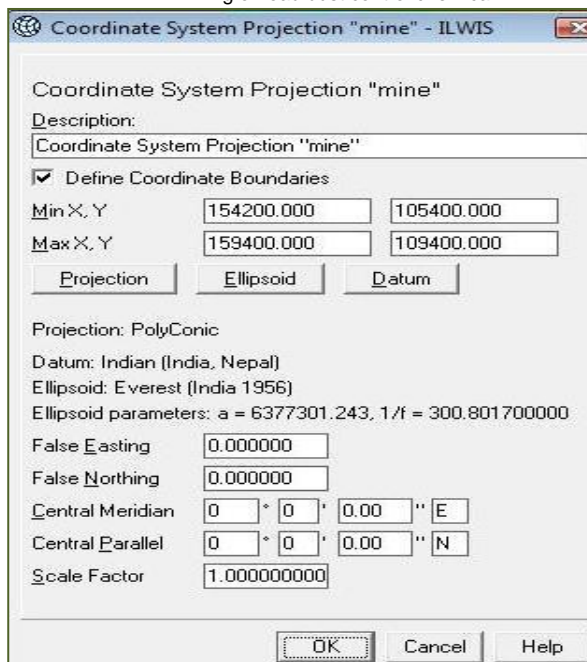 Coordinate System Projection "mine" - ILWIS
Coordinate System Projection "mine"
Description:
Coordinate System Projection "mine"
Define Coordinate Boundaries
Min X, Y 154200.000 105400.000
Max X, Y 159400.000 109400.000
Projection Ellipsoid Datum
Projection: PolyConic
Datum: Indian (India, Nepal)
Ellipsoid: Everest (India 1956)
Ellipsoid parameters: a = 6377301.243, 1/f = 300.801700000
False Easting 0.000000
False Northing 0.000000
Central Meridian 0 ° 0 ' 0.00 " E
Central Parallel 0 ° 0 ' 0.00 " N
Scale Factor 1.000000000
OK Cancel Help